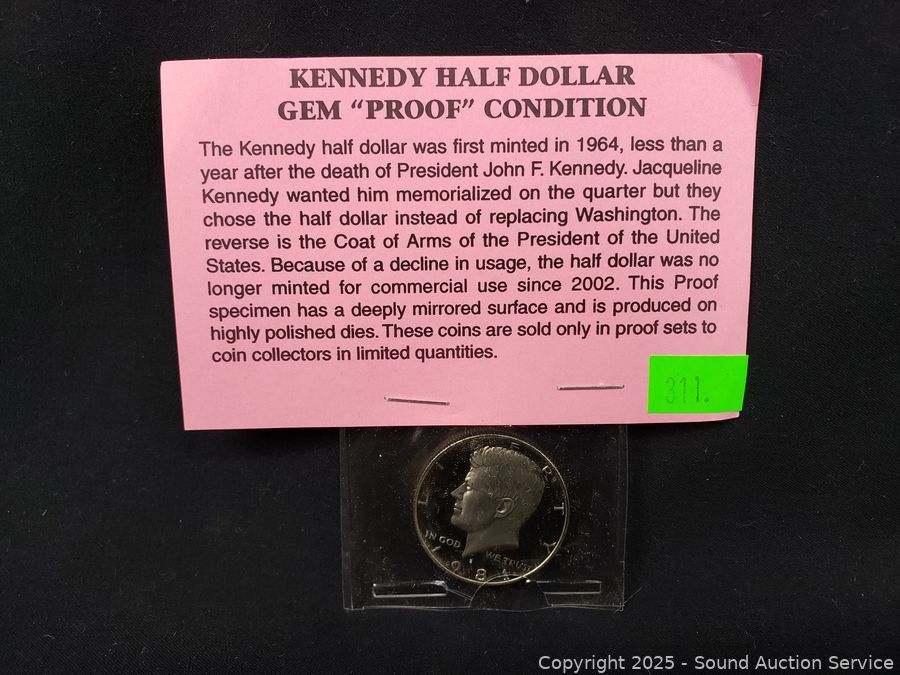 KENNEDY HALF DOLLAR
GEM “PROOF” CONDITION
The Kennedy half dollar was first minted in 1964, less than a
year after the death of President John F. Kennedy. Jacqueline
Kennedy wanted him memorialized on the quarter but they
chose the half dollar instead of replacing Washington. The
reverse is the Coat of Arms of the President of the United
States. Because of a decline in usage, the half dollar was no
longer minted for commercial use since 2002. This Proof
specimen has a deeply mirrored surface and is produced on
highly polished dies. These coins are sold only in proof sets to
coin collectors in limited quantities.
311.
LIBERTY
IN GOD WE TRUST
Copyright © 2025 - Sound Auction Service